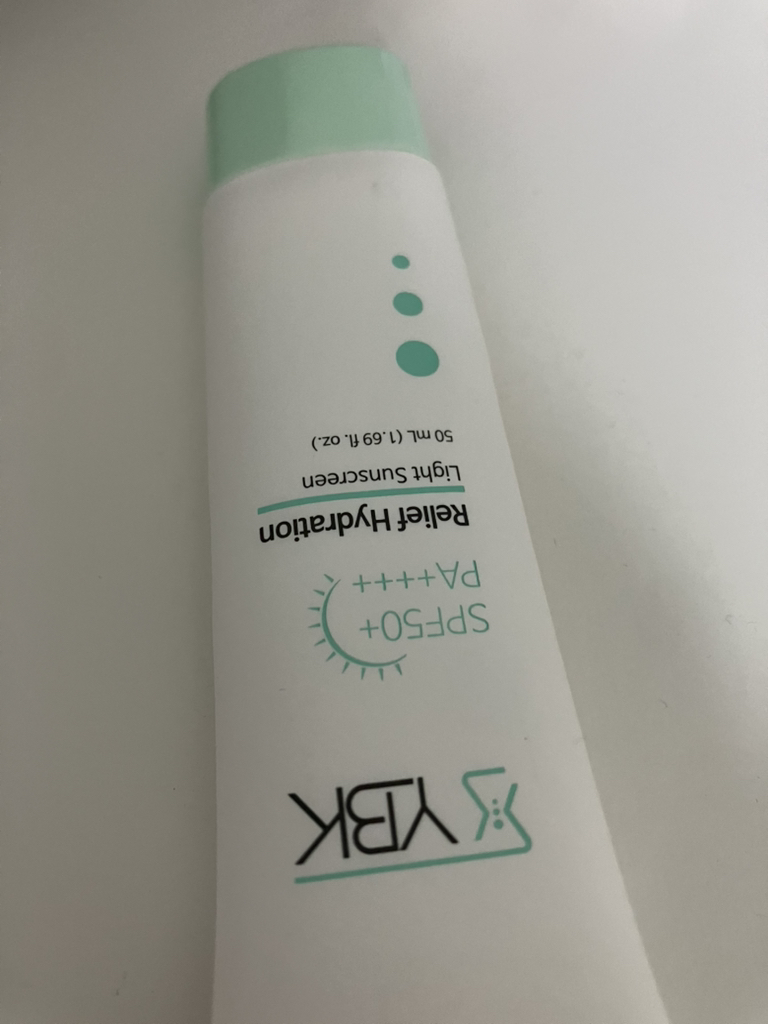 YBK
SPF50+
PA++++
Relief Hydration
Light Sunscreen
50 mL (1.69 fl. oz.)